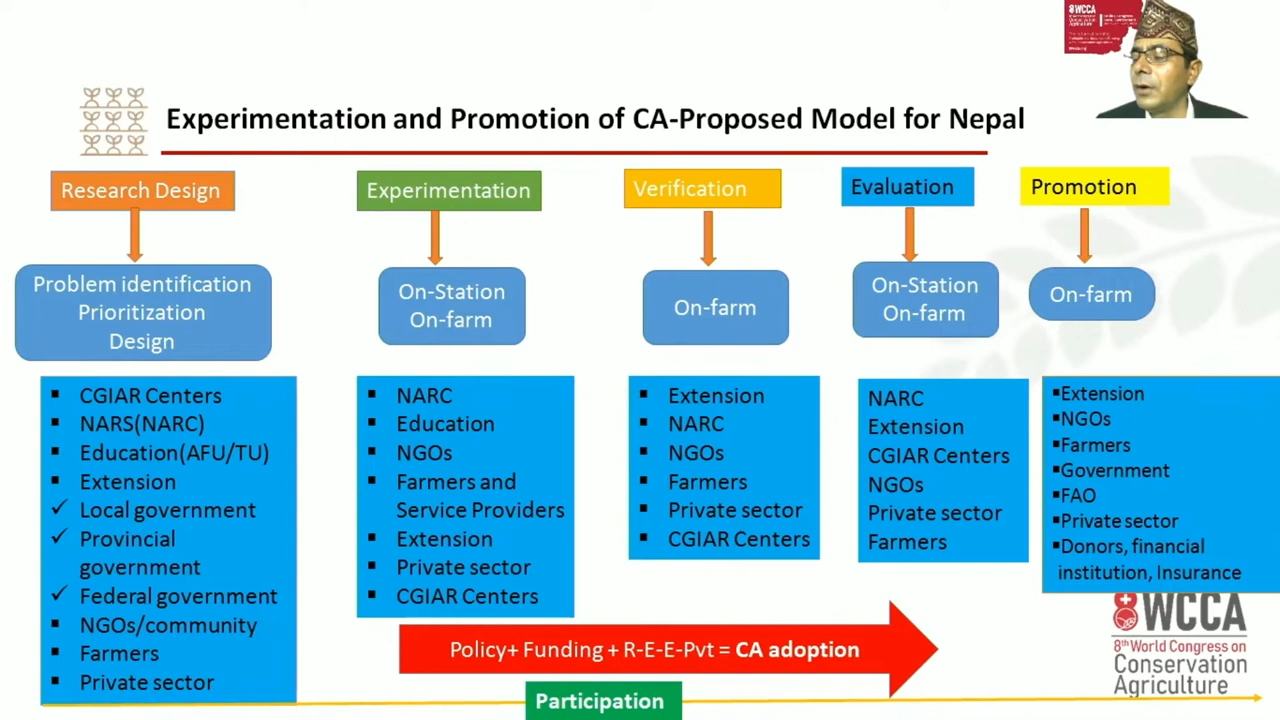 8WCCA
Experimentation and Promotion of CA-Proposed Model for Nepal
Research Design
Experimentation
Verification
Evaluation
Promotion
Problem identification
Prioritization
Design
On-Station
On-farm
On-farm
On-Station
On-farm
On-farm
▪ CGIAR Centers
▪ NARS(NARC)
▪ Education(AFU/TU)
▪ Extension
✓ Local government
✓ Provincial
government
✓ Federal government
▪ NGOs/community
▪ Farmers
▪ Private sector
▪ NARC
▪ Education
▪ NGOs
▪ Farmers and
Service Providers
▪ Extension
▪ Private sector
▪ CGIAR Centers
▪ Extension
▪ NARC
▪ NGOs
▪ Farmers
▪ Private sector
▪ CGIAR Centers
NARC
Extension
CGIAR Centers
NGOs
Private sector
Farmers
▪Extension
▪NGOs
▪Farmers
▪Government
▪FAO
▪Private sector
▪Donors, financial
institution, Insurance
Policy+ Funding + R-E-E-Pvt = CA adoption
Participation
8WCCA
8th World Congress on
Conservation
Agriculture